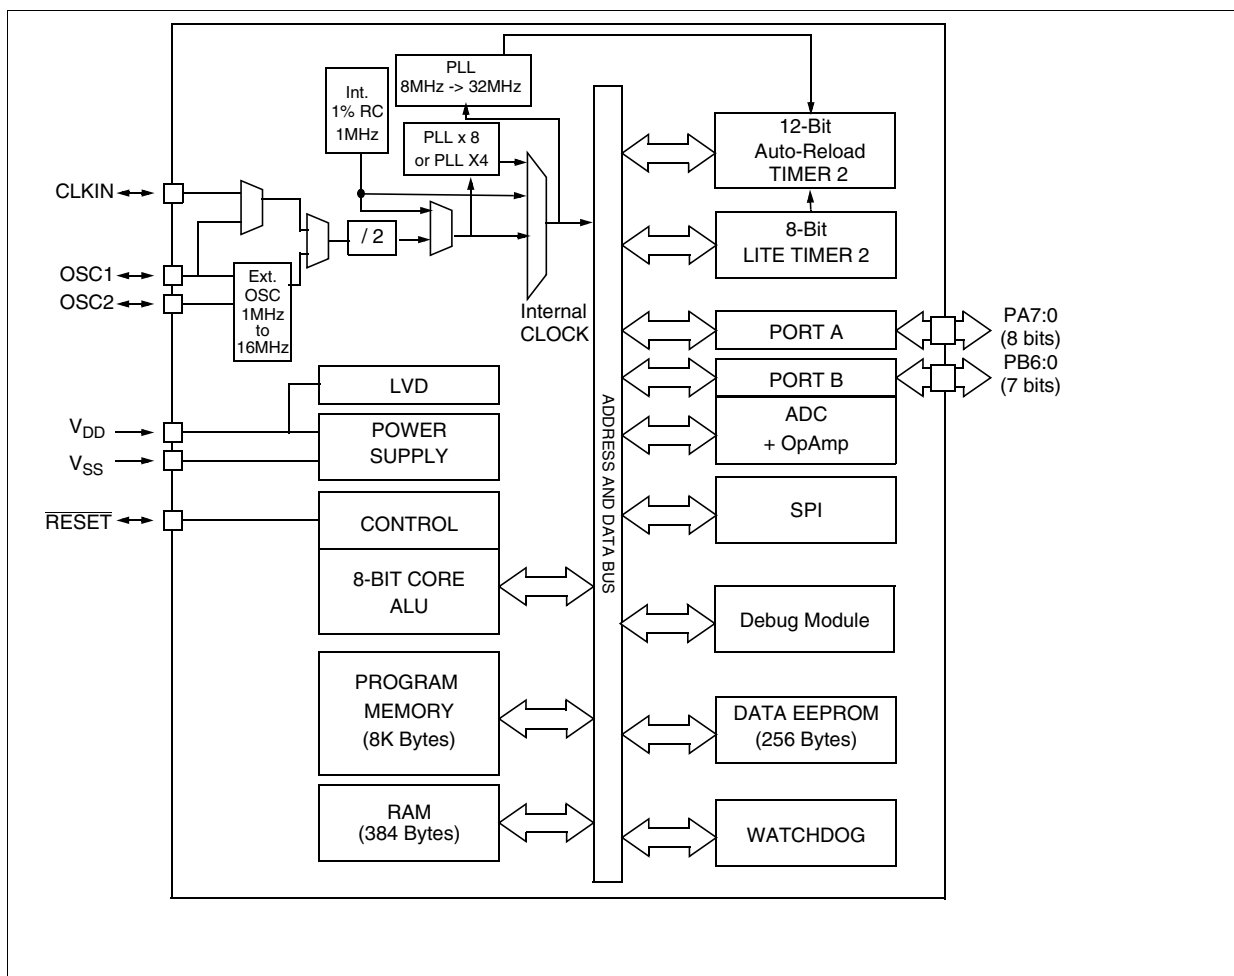 PLL
8MHz -> 32MHz
Int.
1% RC
1MHz
PLL x 8
or PLL X4
12-Bit
Auto-Reload
TIMER 2
CLKIN
/ 2
8-Bit
LITE TIMER 2
OSC1
OSC2
Ext.
OSC
1MHz
to
16MHz
Internal
CLOCK
PORT A
PA7:0
(8 bits)
PORT B
PB6:0
(7 bits)
LVD
ADC
+ OpAmp
VDD
VSS
POWER
SUPPLY
ADDRESS AND DATA BUS
SPI
RESET
CONTROL
8-BIT CORE
ALU
Debug Module
PROGRAM
MEMORY
(8K Bytes)
DATA EEPROM
(256 Bytes)
RAM
(384 Bytes)
WATCHDOG